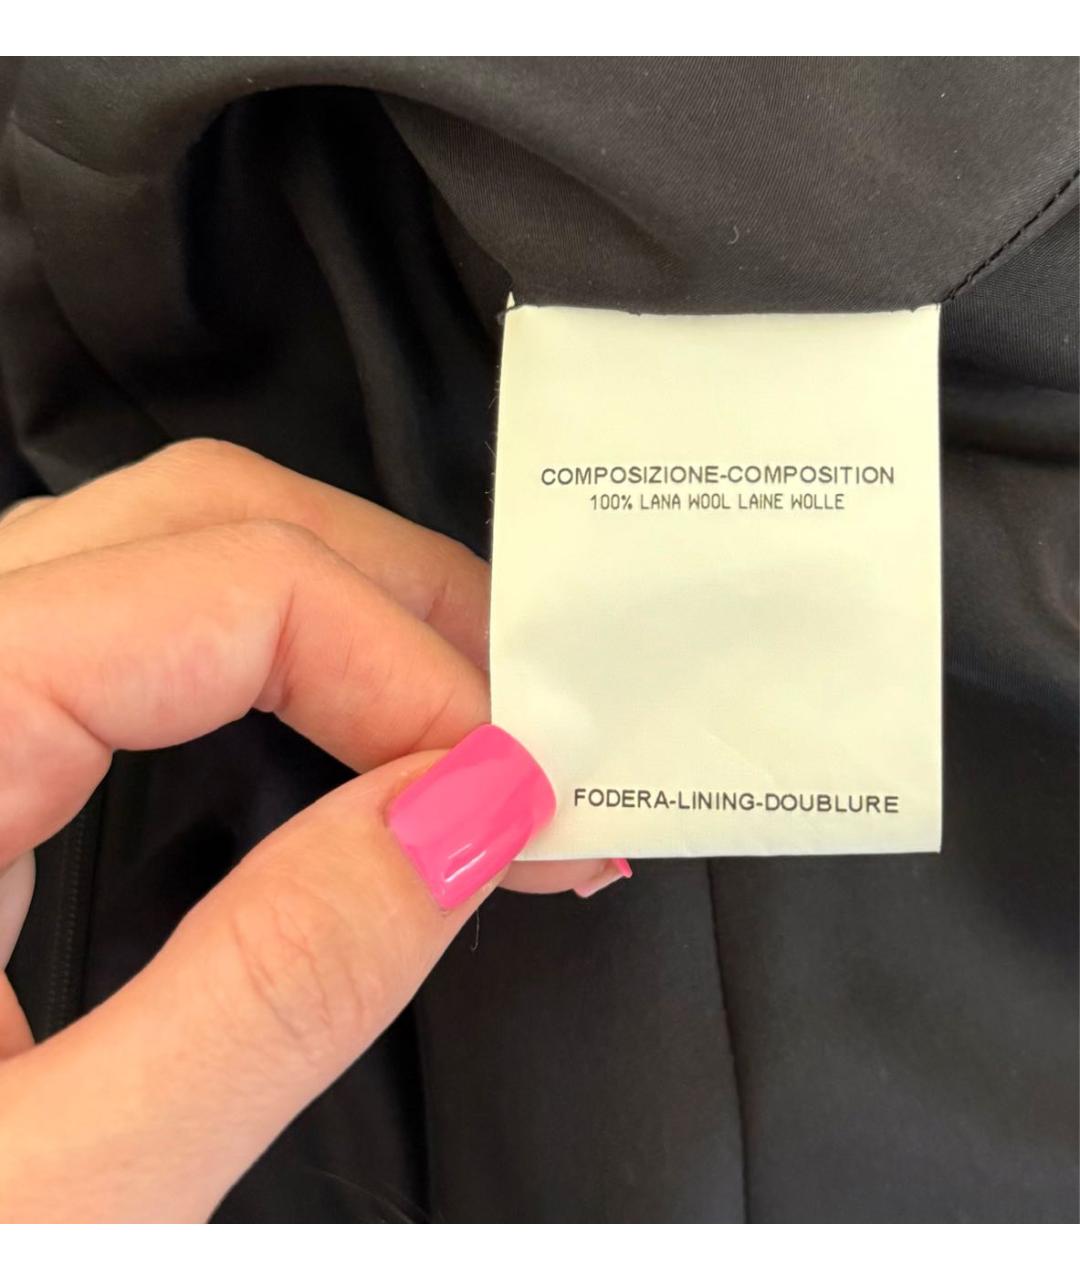 COMPOSIZIONE-COMPOSITION
100% LANA WOOL LAINE WOLLE
FODERA-LINING-DOUBLURE